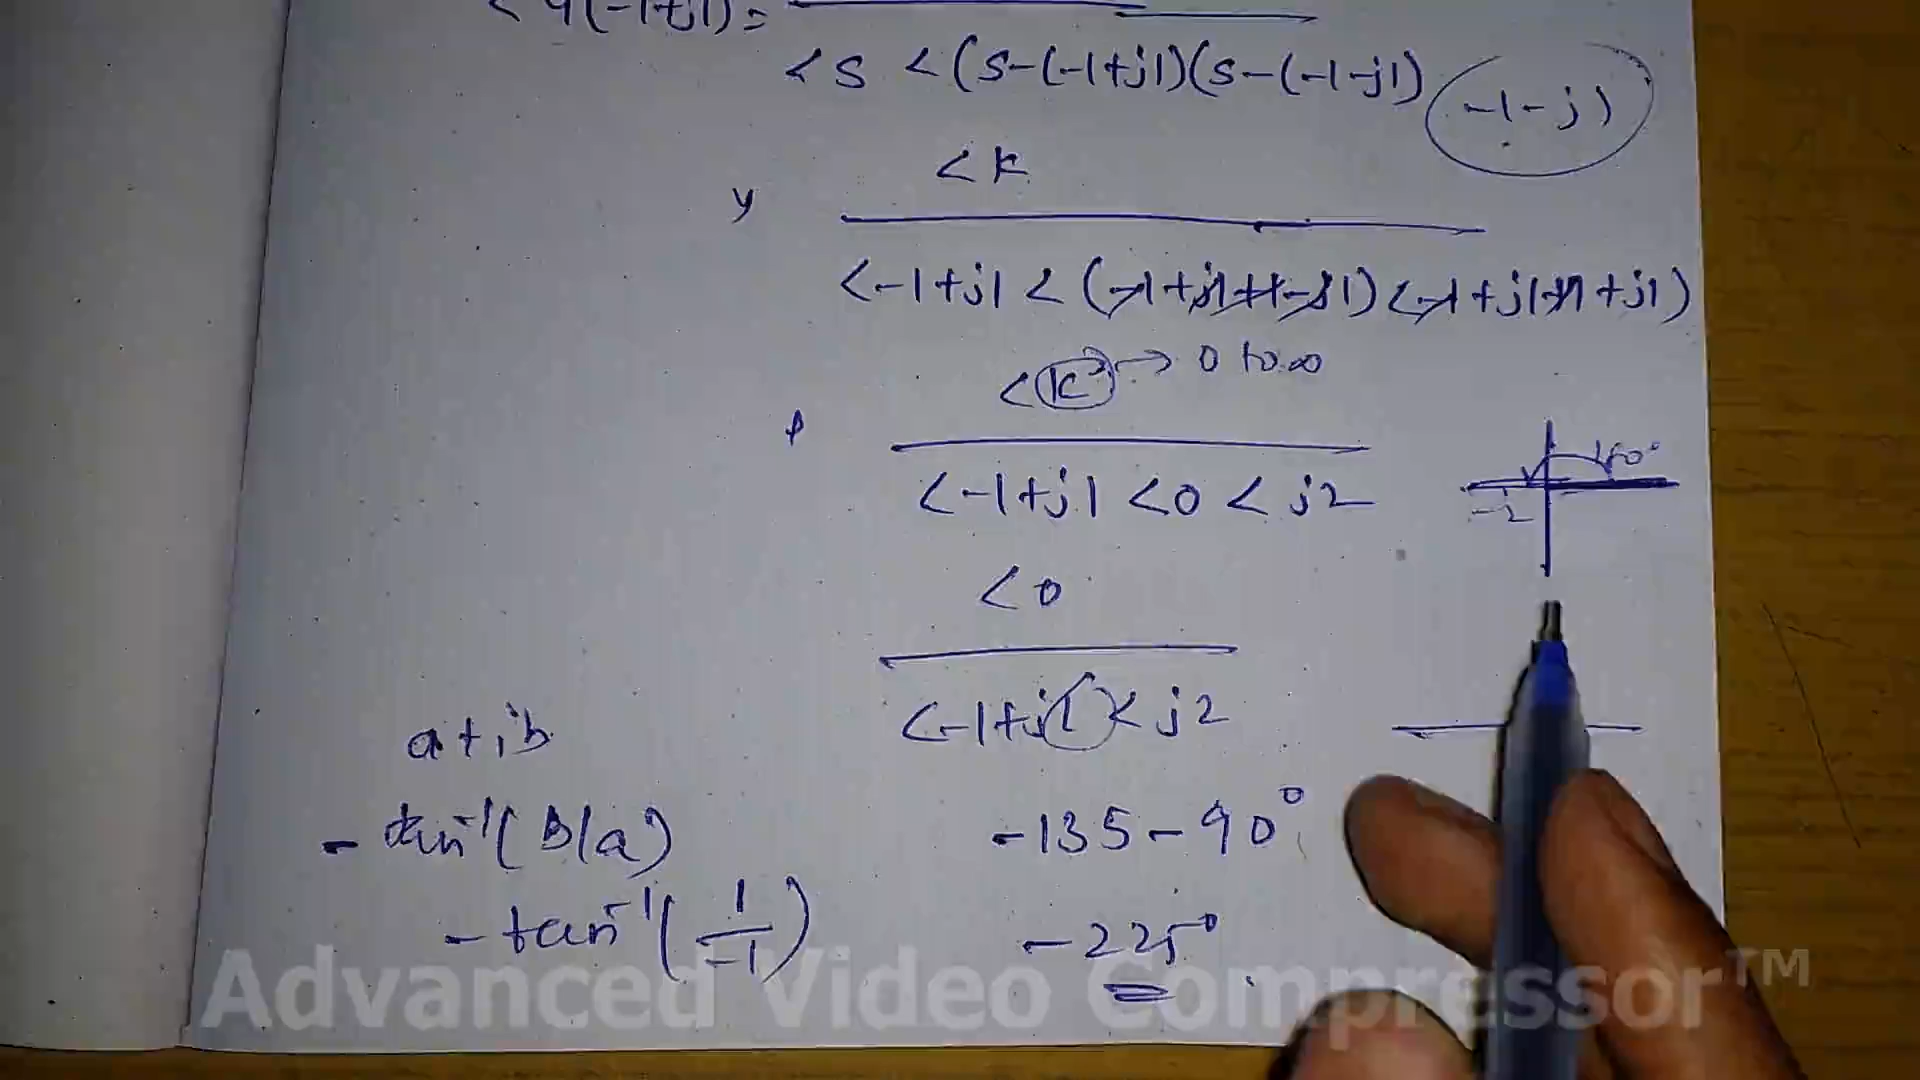 < s < (s-(-1+j1)(s-(-1-j1)
-1-j1
< k
< -1+j1 < (-1+j1+1-j1) < -1+j1+1+j1)
< k → 0 to ∞
180°
< -1+j1 < 0 < j2
-2
< 0
< -1+j1 < j2
a+ib
- tan⁻¹(b/a)
-135-90°
- tan⁻¹(1/-1)
-225°
Advanced Video Compressor™